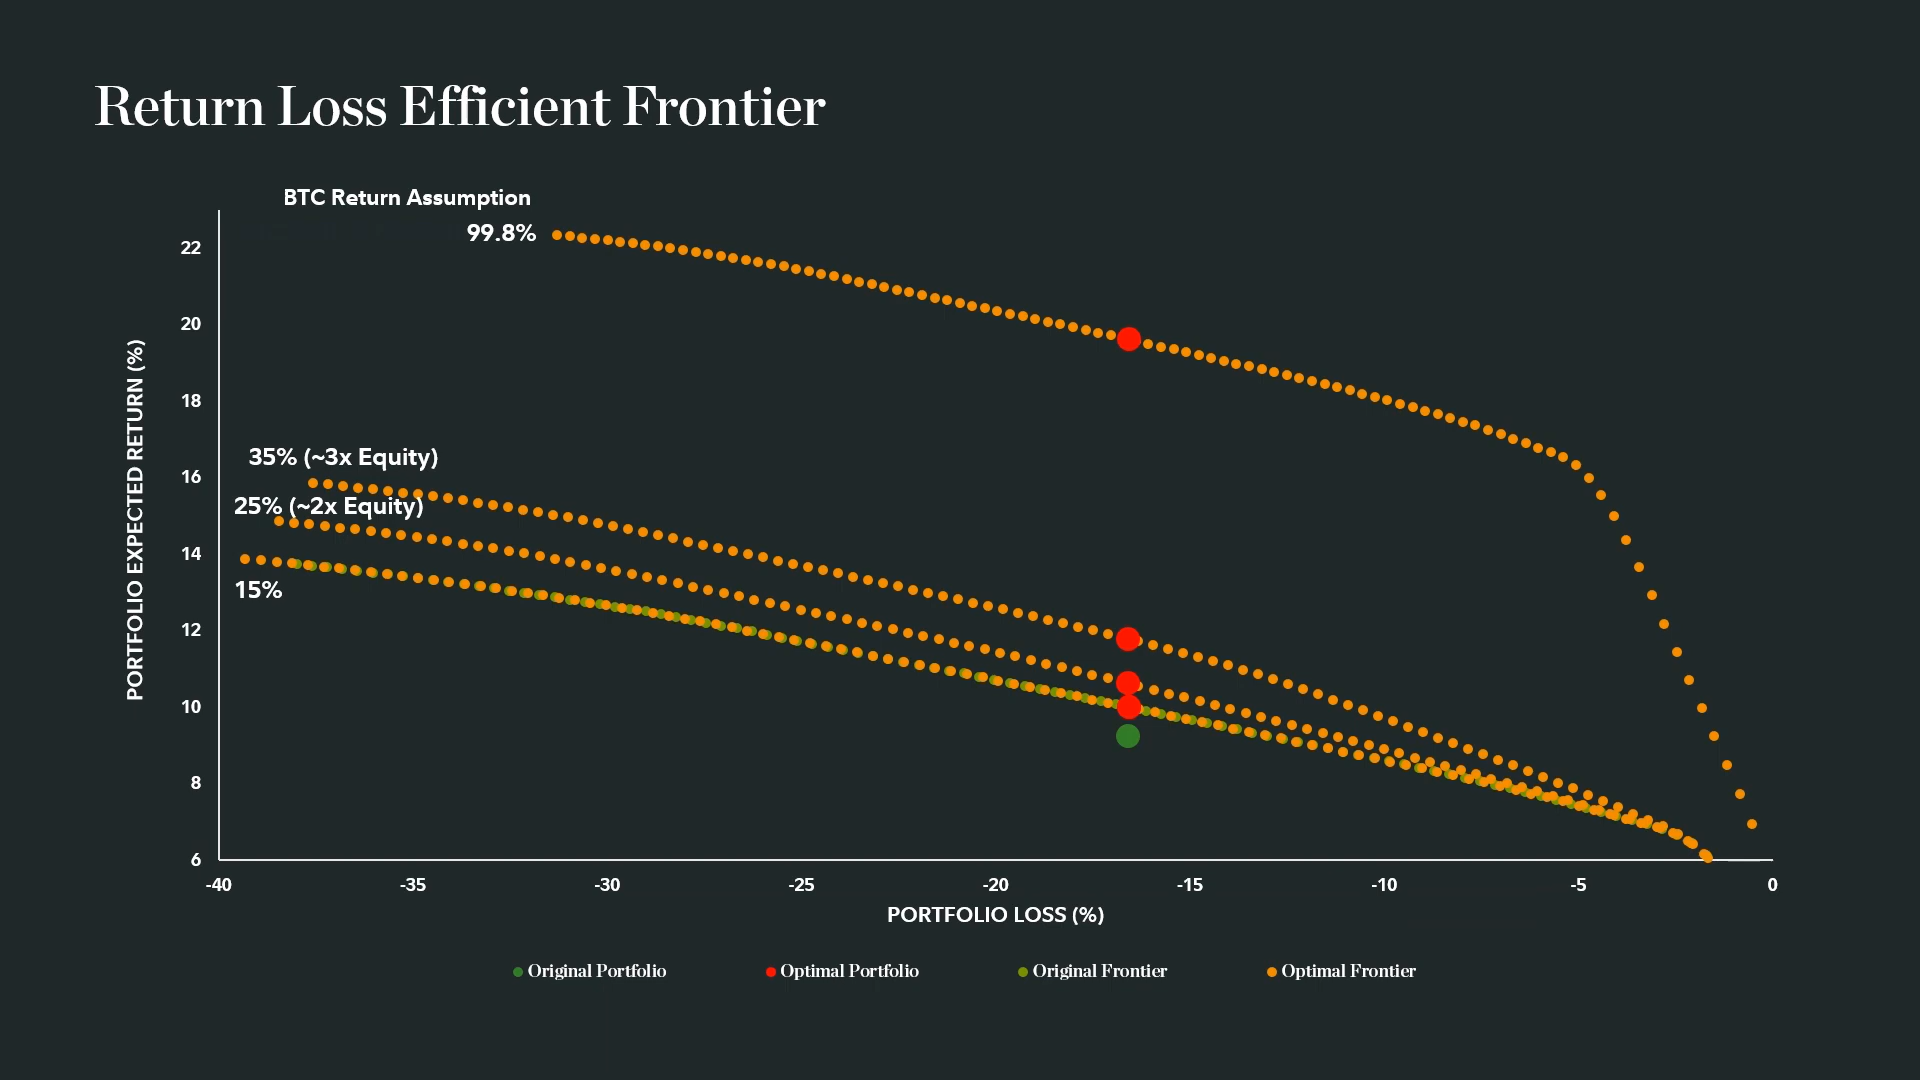 Return Loss Efficient Frontier
BTC Return Assumption
99.8%
35% (~3x Equity)
25% (~2x Equity)
15%
PORTFOLIO EXPECTED RETURN (%)
22
20
18
16
14
12
10
8
6
-40 -35 -30 -25 -20 -15 -10 -5 0
PORTFOLIO LOSS (%)
Original Portfolio Optimal Portfolio Original Frontier Optimal Frontier